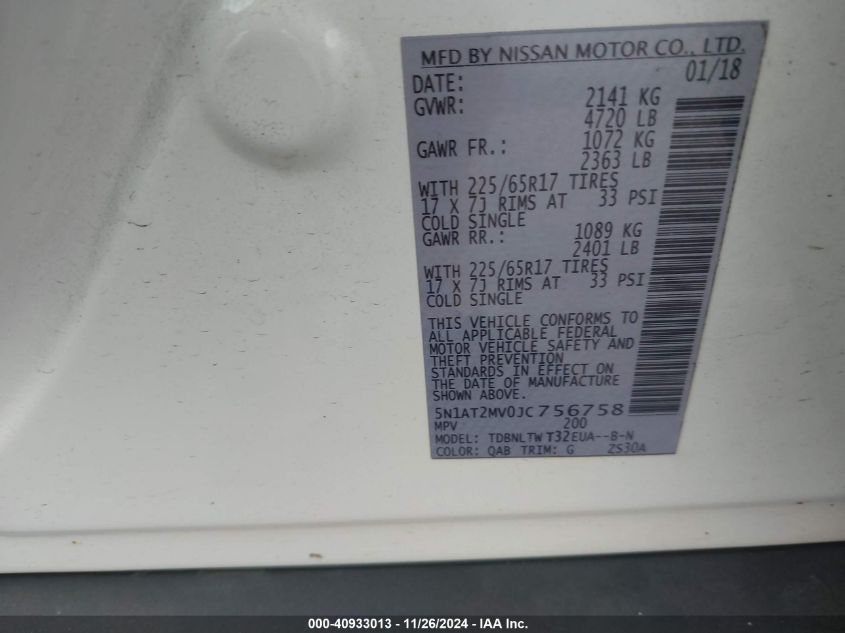 MFD BY NISSAN MOTOR CO., LTD.
DATE: 01/18
GVWR: 2141 KG
4720 LB
GAWR FR.: 1072 KG
2363 LB
WITH 225/65R17 TIRES
17 X 7J RIMS AT 33 PSI
COLD SINGLE
GAWR RR.: 1089 KG
2401 LB
WITH 225/65R17 TIRES
17 X 7J RIMS AT 33 PSI
COLD SINGLE
THIS VEHICLE CONFORMS TO
ALL APPLICABLE FEDERAL
MOTOR VEHICLE SAFETY AND
THEFT PREVENTION
STANDARDS IN EFFECT ON
THE DATE OF MANUFACTURE
SHOWN ABOVE.
5N1AT2MV0JC756758
MPV 200
MODEL: TDBNLTW T32EUA--B-N
COLOR: QAB TRIM: G ZS30A
000-40933013 - 11/26/2024 - IAA Inc.